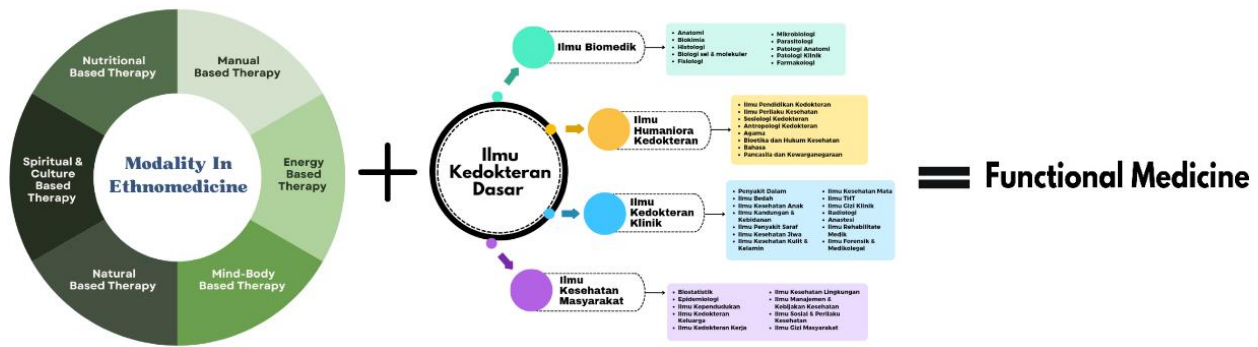 Nutritional
Based Therapy
Manual
Based Therapy
Spiritual &
Culture
Based
Therapy
Modality In
Ethnomedicine
Energy
Based
Therapy
Natural
Based Therapy
Mind-Body
Based Therapy
+
Ilmu
Kedokteran
Dasar
Ilmu Biomedik
• Anatomi
• Biokimia
• Histologi
• Biologi sel & molekuler
• Fisiologi
• Mikrobiologi
• Parasitologi
• Patologi Anatomi
• Patologi Klinik
• Farmakologi
Ilmu
Humaniora
Kedokteran
• Ilmu Pendidikan Kedokteran
• Ilmu Perilaku Kesehatan
• Sosiologi Kedokteran
• Antropologi Kedokteran
• Agama
• Bioetika dan Hukum Kesehatan
• Bahasa
• Pancasila dan Kewarganegaraan
Ilmu
Kedokteran
Klinik
• Penyakit Dalam
• Ilmu Bedah
• Ilmu Kesehatan Anak
• Ilmu Kandungan &
Kebidanan
• Ilmu Penyakit Saraf
• Ilmu Kesehatan Jiwa
• Ilmu Kesehatan Kulit &
Kelamin
• Ilmu Kesehatan Mata
• Ilmu THT
• Ilmu Gizi Klinik
• Radiologi
• Anastesi
• Ilmu Rehabilitate
Medik
• Ilmu Forensik &
Medikolegal
Ilmu
Kesehatan
Masyarakat
• Biostatistik
• Epidemiologi
• Ilmu Kependudukan
• Ilmu Kedokteran
Keluarga
• Ilmu Kedokteran Kerja
• Ilmu Kesehatan Lingkungan
• Ilmu Manajemen &
Kebijakan Kesehatan
• Ilmu Sosial & Perilaku
Kesehatan
• Ilmu Gizi Masyarakat
= Functional Medicine